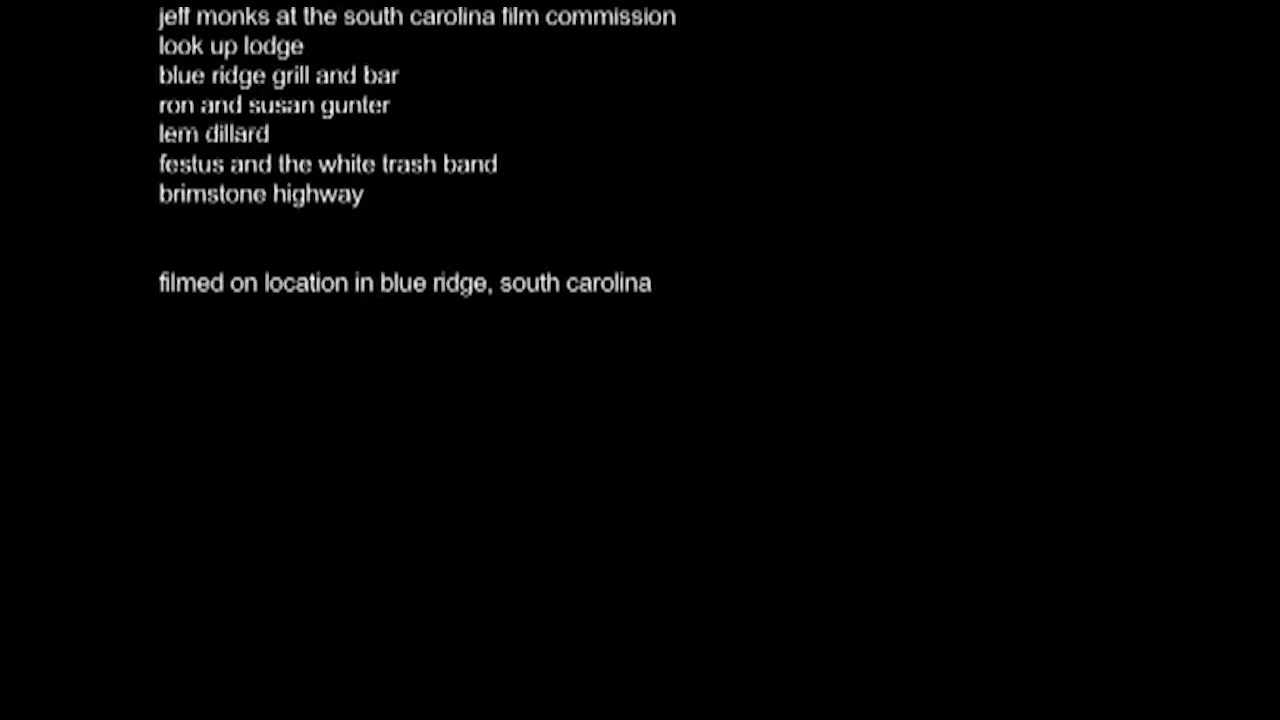 jeff monks at the south carolina film commission
look up lodge
blue ridge grill and bar
ron and susan gunter
lem dillard
festus and the white trash band
brimstone highway
filmed on location in blue ridge, south carolina